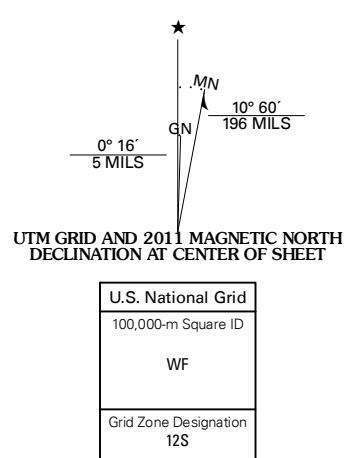 ★
MN
GN
10° 60´
196 MILS
0° 16´
5 MILS
UTM GRID AND 2011 MAGNETIC NORTH
DECLINATION AT CENTER OF SHEET
U.S. National Grid
100,000-m Square ID
WF
Grid Zone Designation
12S